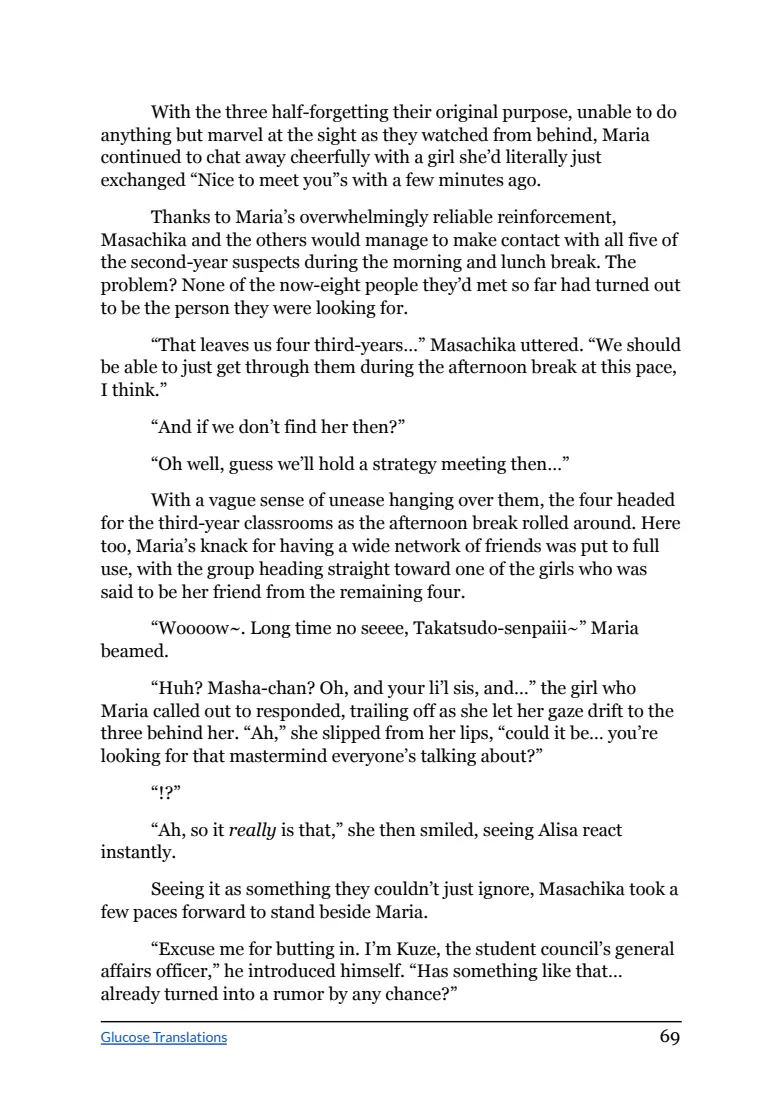 With the three half-forgetting their original purpose, unable to do
anything but marvel at the sight as they watched from behind, Maria
continued to chat away cheerfully with a girl she’d literally just
exchanged “Nice to meet you”s with a few minutes ago.
Thanks to Maria’s overwhelmingly reliable reinforcement,
Masachika and the others would manage to make contact with all five of
the second-year suspects during the morning and lunch break. The
problem? None of the now-eight people they’d met so far had turned out
to be the person they were looking for.
“That leaves us four third-years…” Masachika uttered. “We should
be able to just get through them during the afternoon break at this pace,
I think.”
“And if we don’t find her then?”
“Oh well, guess we’ll hold a strategy meeting then…”
With a vague sense of unease hanging over them, the four headed
for the third-year classrooms as the afternoon break rolled around. Here
too, Maria’s knack for having a wide network of friends was put to full
use, with the group heading straight toward one of the girls who was
said to be her friend from the remaining four.
“Woooow~. Long time no seeee, Takatsudo-senpaiii~” Maria
beamed.
“Huh? Masha-chan? Oh, and your li’l sis, and…” the girl who
Maria called out to responded, trailing off as she let her gaze drift to the
three behind her. “Ah,” she slipped from her lips, “could it be… you’re
looking for that mastermind everyone’s talking about?”
“!?”
“Ah, so it really is that,” she then smiled, seeing Alisa react
instantly.
Seeing it as something they couldn’t just ignore, Masachika took a
few paces forward to stand beside Maria.
“Excuse me for butting in. I’m Kuze, the student council’s general
affairs officer,” he introduced himself. “Has something like that…
already turned into a rumor by any chance?”
Glucose Translations 69